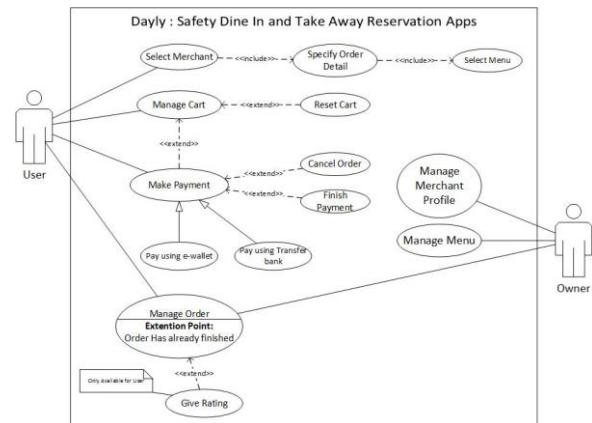 Dayly : Safety Dine In and Take Away Reservation Apps
Select Merchant
<<include>>
Specify Order
Detail
<<include>>
Select Menu
Manage Cart
<<extend>>
Reset Cart
<<extend>>
User
Make Payment
<<extend>>
Cancel Order
<<extend>>
Finish
Payment
Manage
Merchant
Profile
Manage Menu
Owner
Pay using e-wallet
Pay using Transfer
bank
Manage Order
Extention Point:
Order Has already finished
<<extend>>
Only Available for User
Give Rating